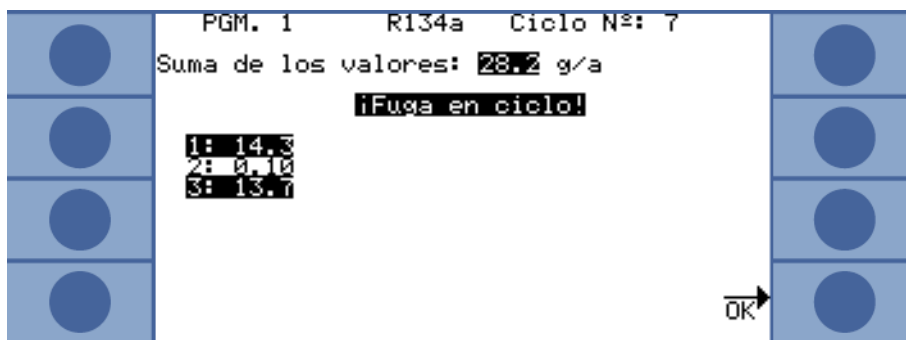 PGM. 1 R134a Ciclo Nº: 7
Suma de los valores: 28.2 g/a
¡Fuga en ciclo!
1: 14.3
2: 0.10
3: 13.7
OK